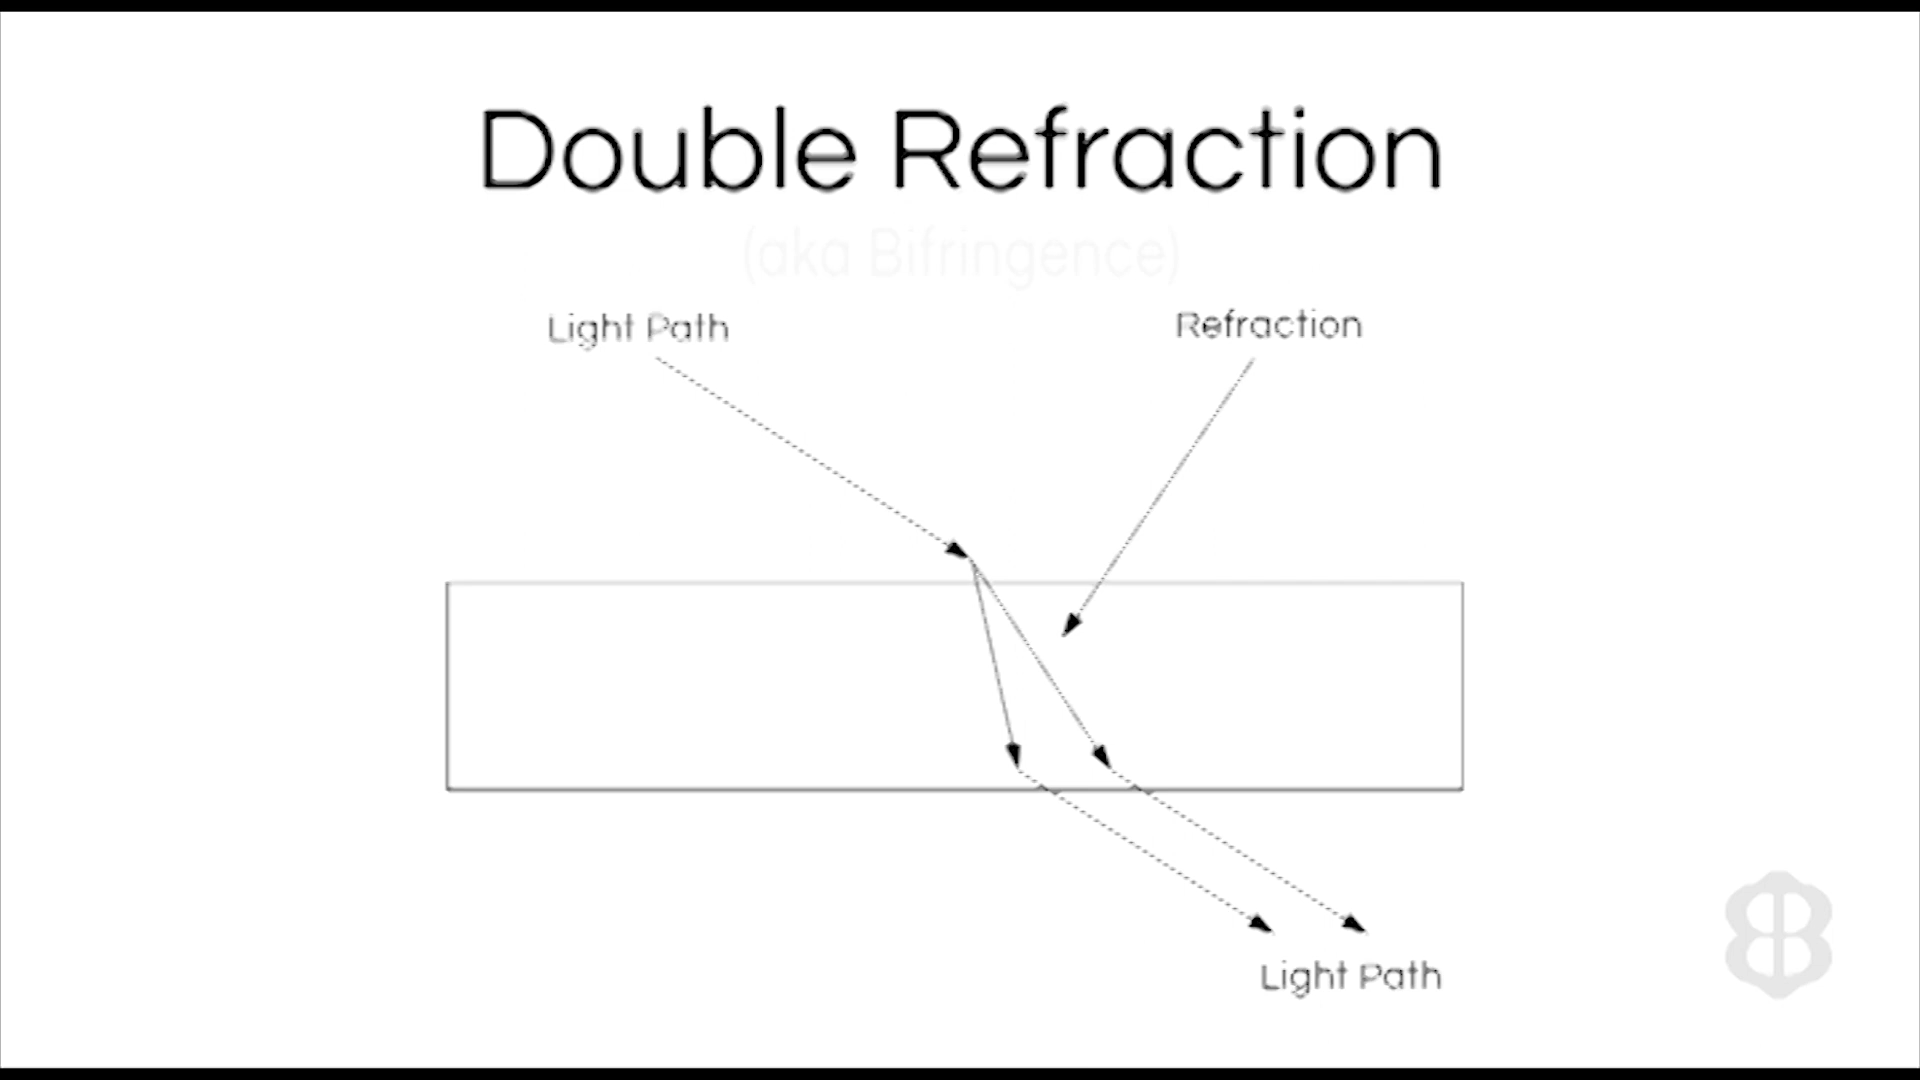 Double Refraction
(aka Bifringence)
Light Path
Refraction
Light Path